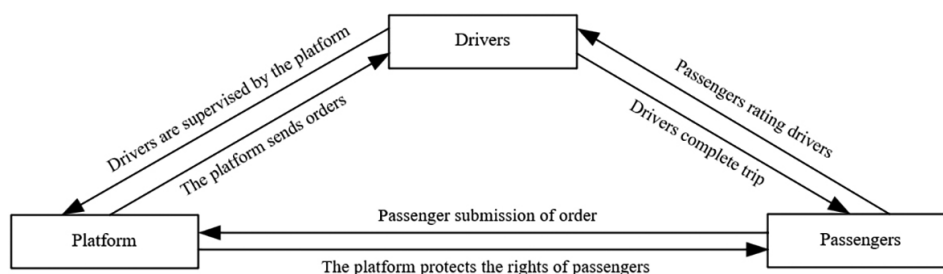 Drivers
Drivers are supervised by the platform
The platform sends orders
Passengers rating drivers
Drivers complete trip
Platform
Passenger submission of order
The platform protects the rights of passengers
Passengers